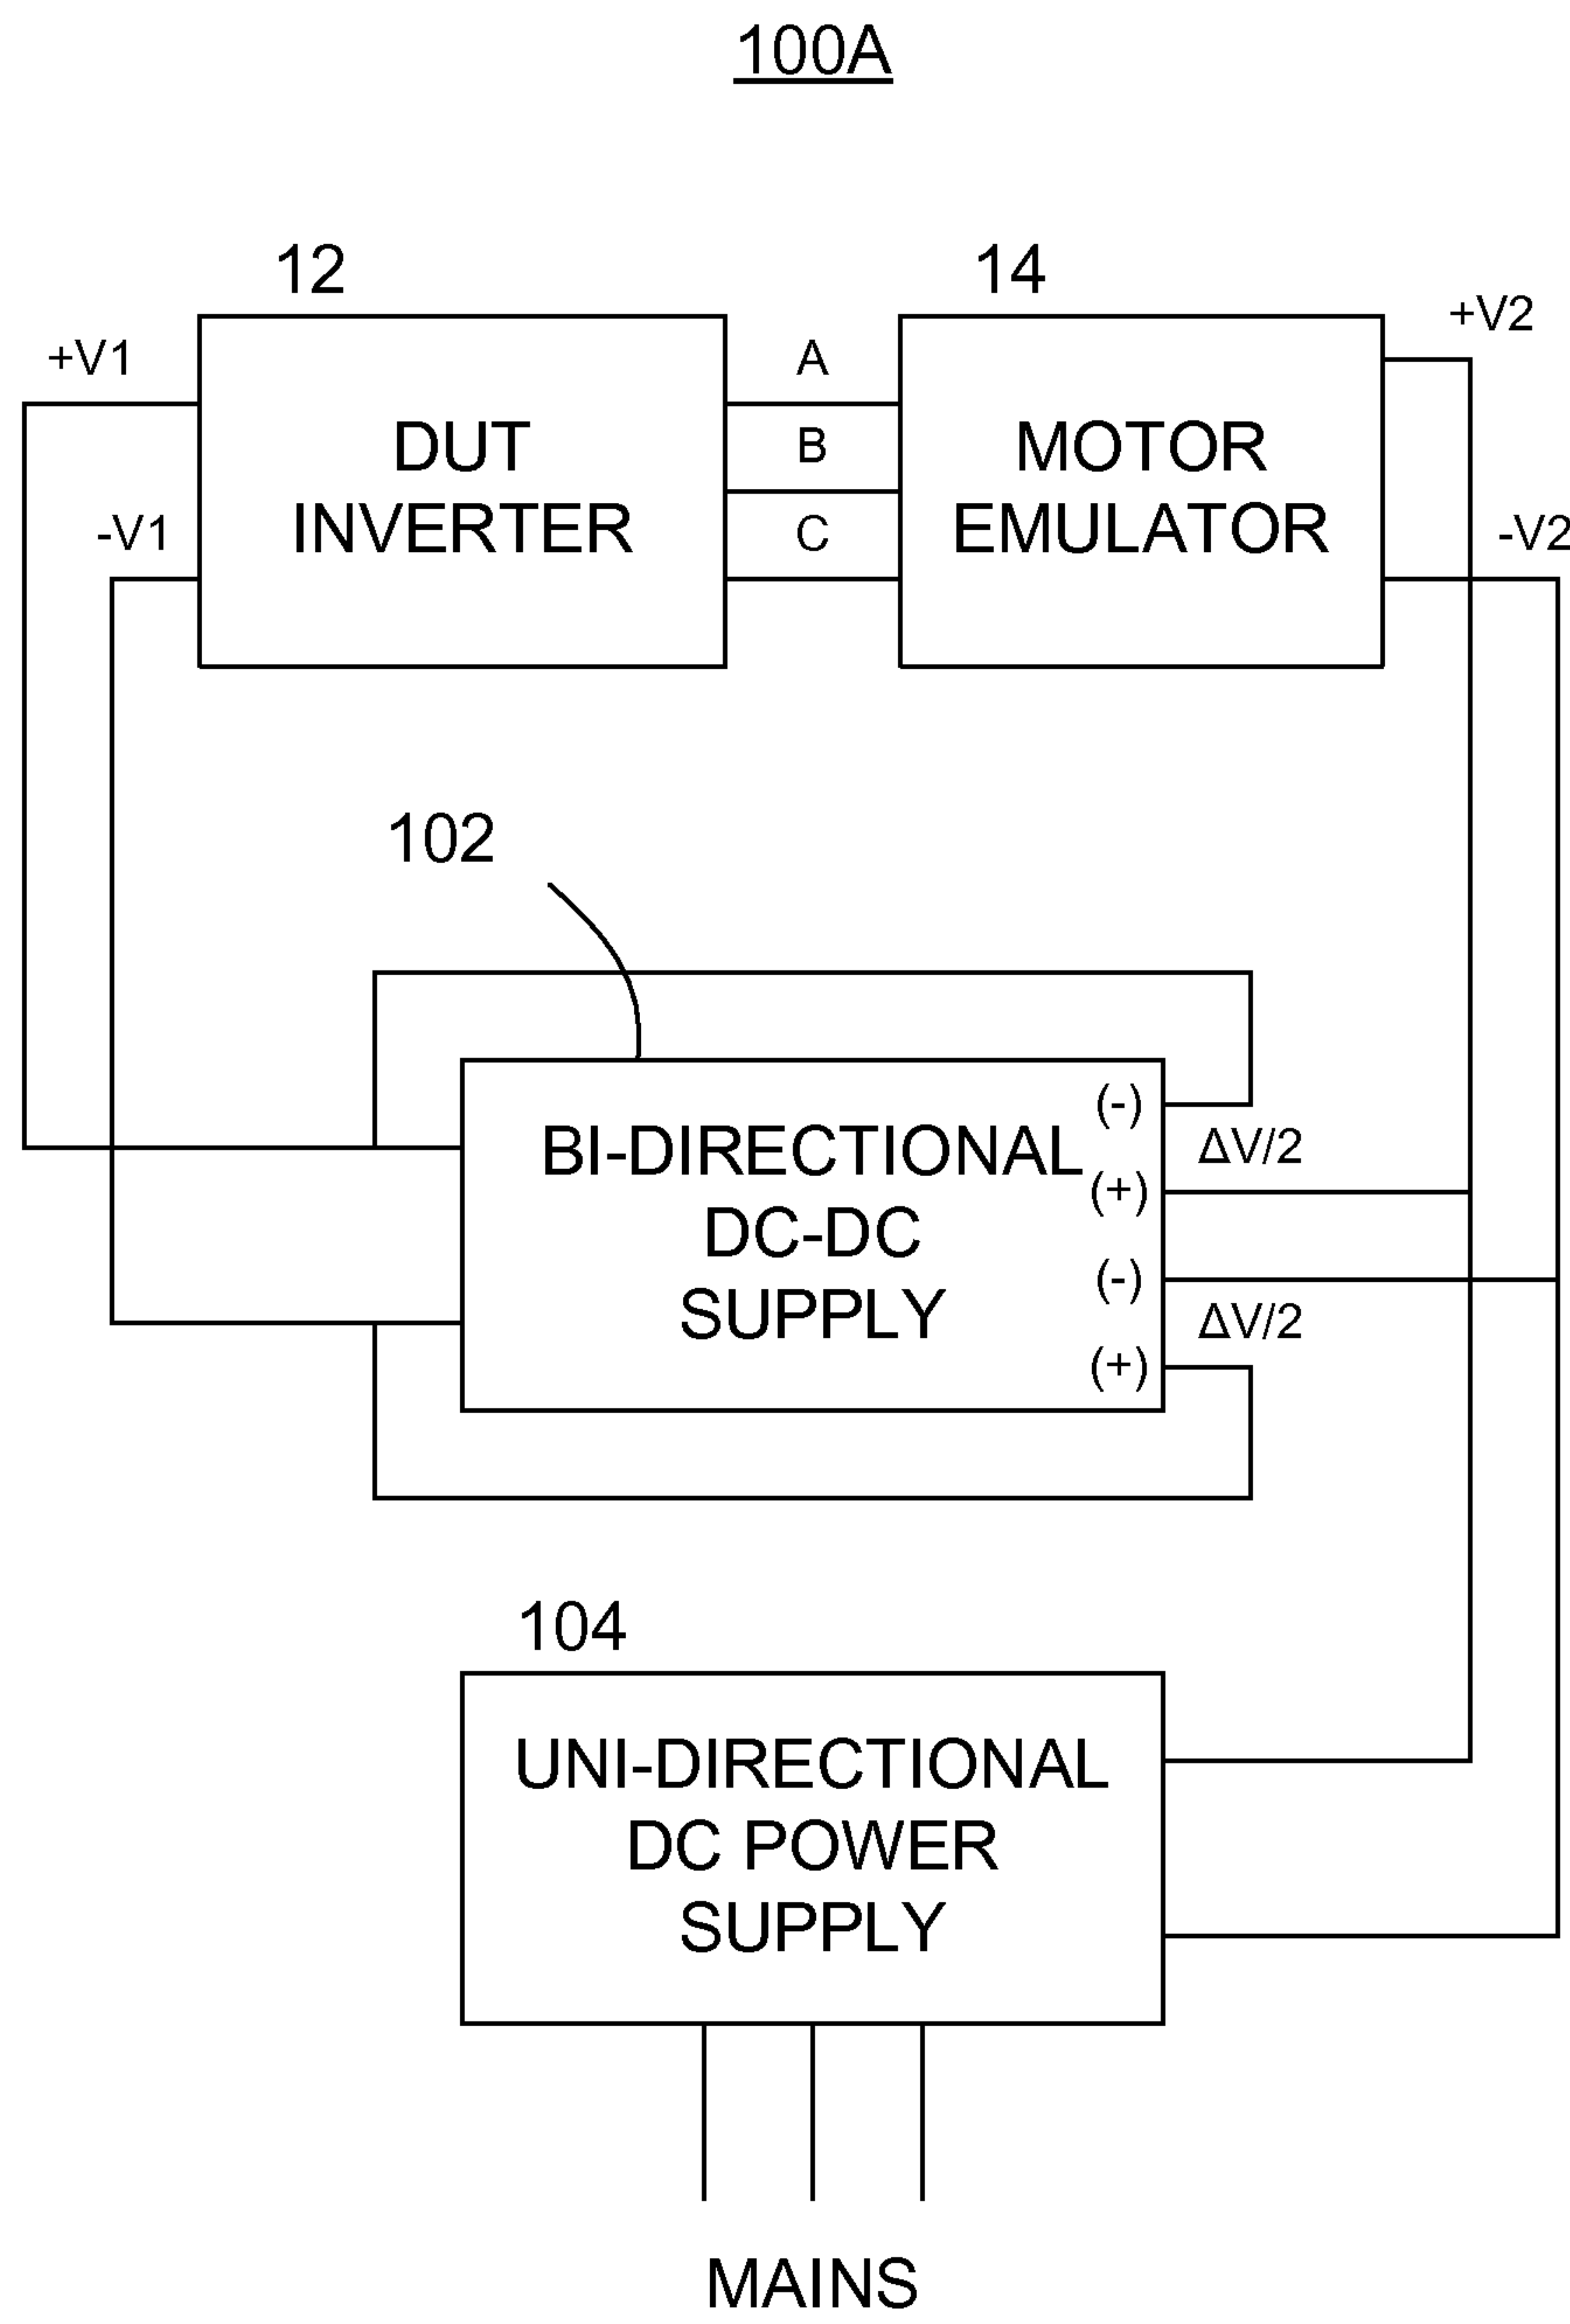 100A
12
14
+V1
+V2
A
DUT
INVERTER
B
MOTOR
EMULATOR
-V1
C
-V2
102
(-)
BI-DIRECTIONAL
DC-DC
SUPPLY
ΔV/2
(+)
(-)
ΔV/2
(+)
104
UNI-DIRECTIONAL
DC POWER
SUPPLY
MAINS